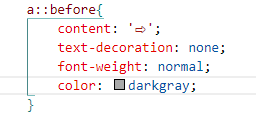 a::before{
content: '⇨';
text-decoration: none;
font-weight: normal;
color: darkgray;
}